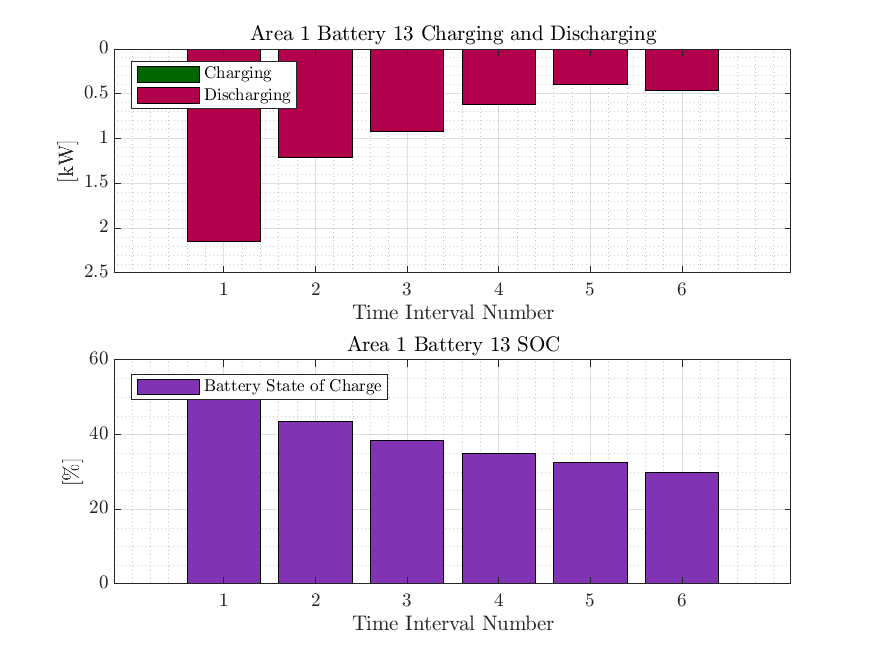 Area 1 Battery 13 Charging and Discharging
0
0.5
1
1.5
2
2.5
[kW]
Charging
Discharging
1 2 3 4 5 6
Time Interval Number
Area 1 Battery 13 SOC
60
40
20
0
[%]
Battery State of Charge
1 2 3 4 5 6
Time Interval Number